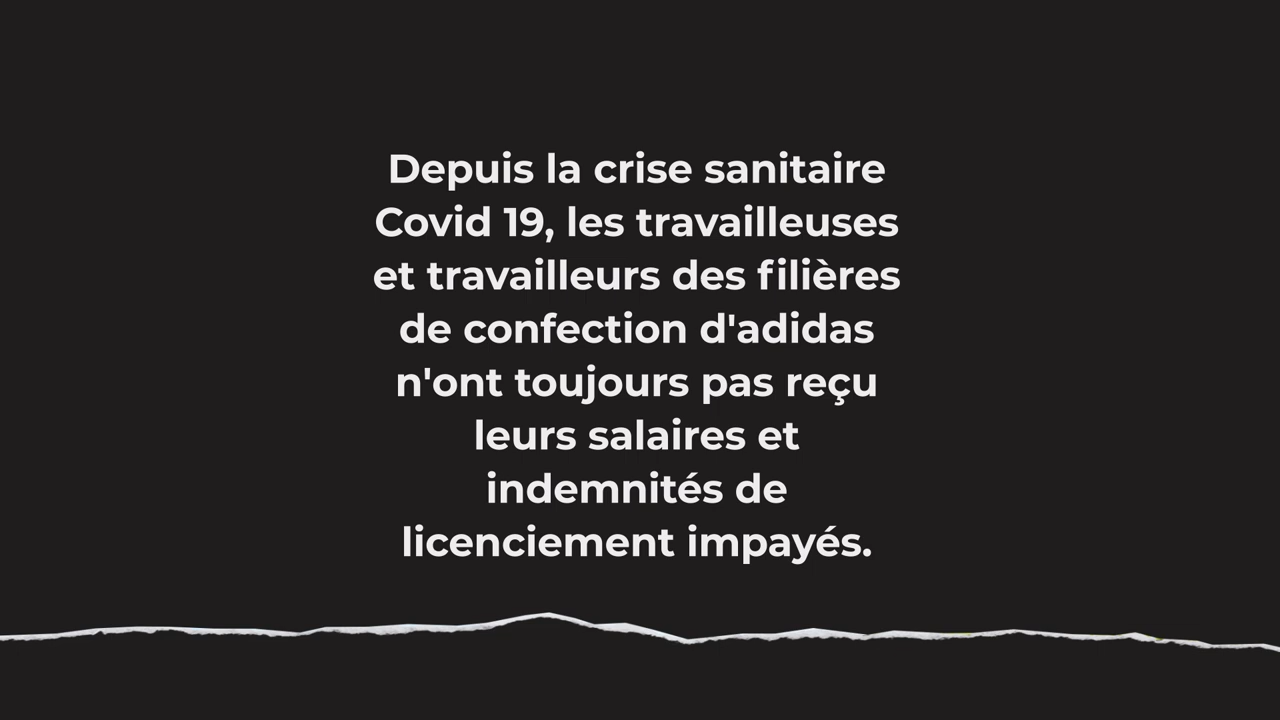 Depuis la crise sanitaire
Covid 19, les travailleuses
et travailleurs des filières
de confection d'adidas
n'ont toujours pas reçu
leurs salaires et
indemnités de
licenciement impayés.